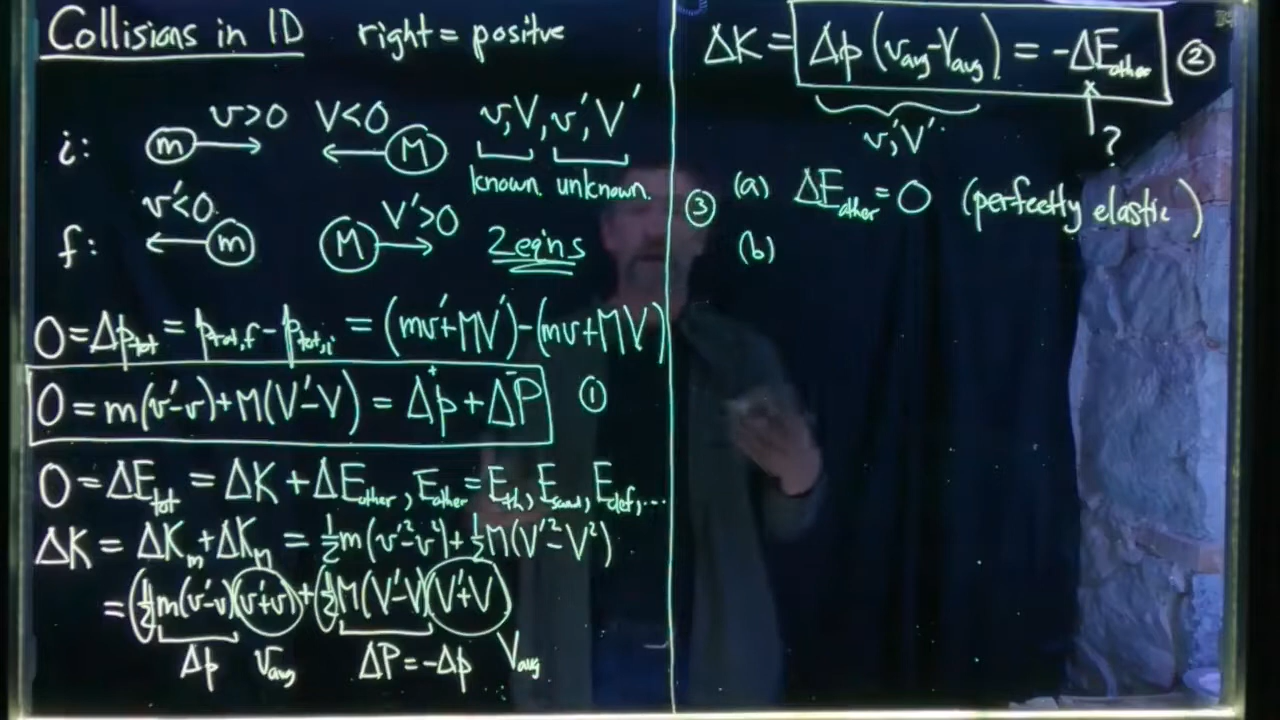 Collisions in 1D right = positive
i: m v>0 V<0 M v, V, v', V'
known. unknown.
f: v'<0 m M V'>0 2 eqins
0 = Δp_tot = p_tot,f - p_tot,i = (mv'+MV')-(mv+MV)
0 = m(v'-v)+M(V'-V) = Δp^+ + ΔP^- ①
0 = ΔE_tot = ΔK + ΔE_other, E_other = E_th, E_sound, E_def, ...
ΔK = ΔK_m + ΔK_M = ½m(v'²-v²)+½M(V'²-V²)
= (½m(v'-v)(v'+v)+(½M(V'-V)(V'+V))
Δp v_avg ΔP = -Δp V_avg
ΔK = Δp (v_avg-V_avg) = -ΔE_other ②
v', V' ?
③ (a) ΔE_other = 0 (perfectly elastic)
(b)